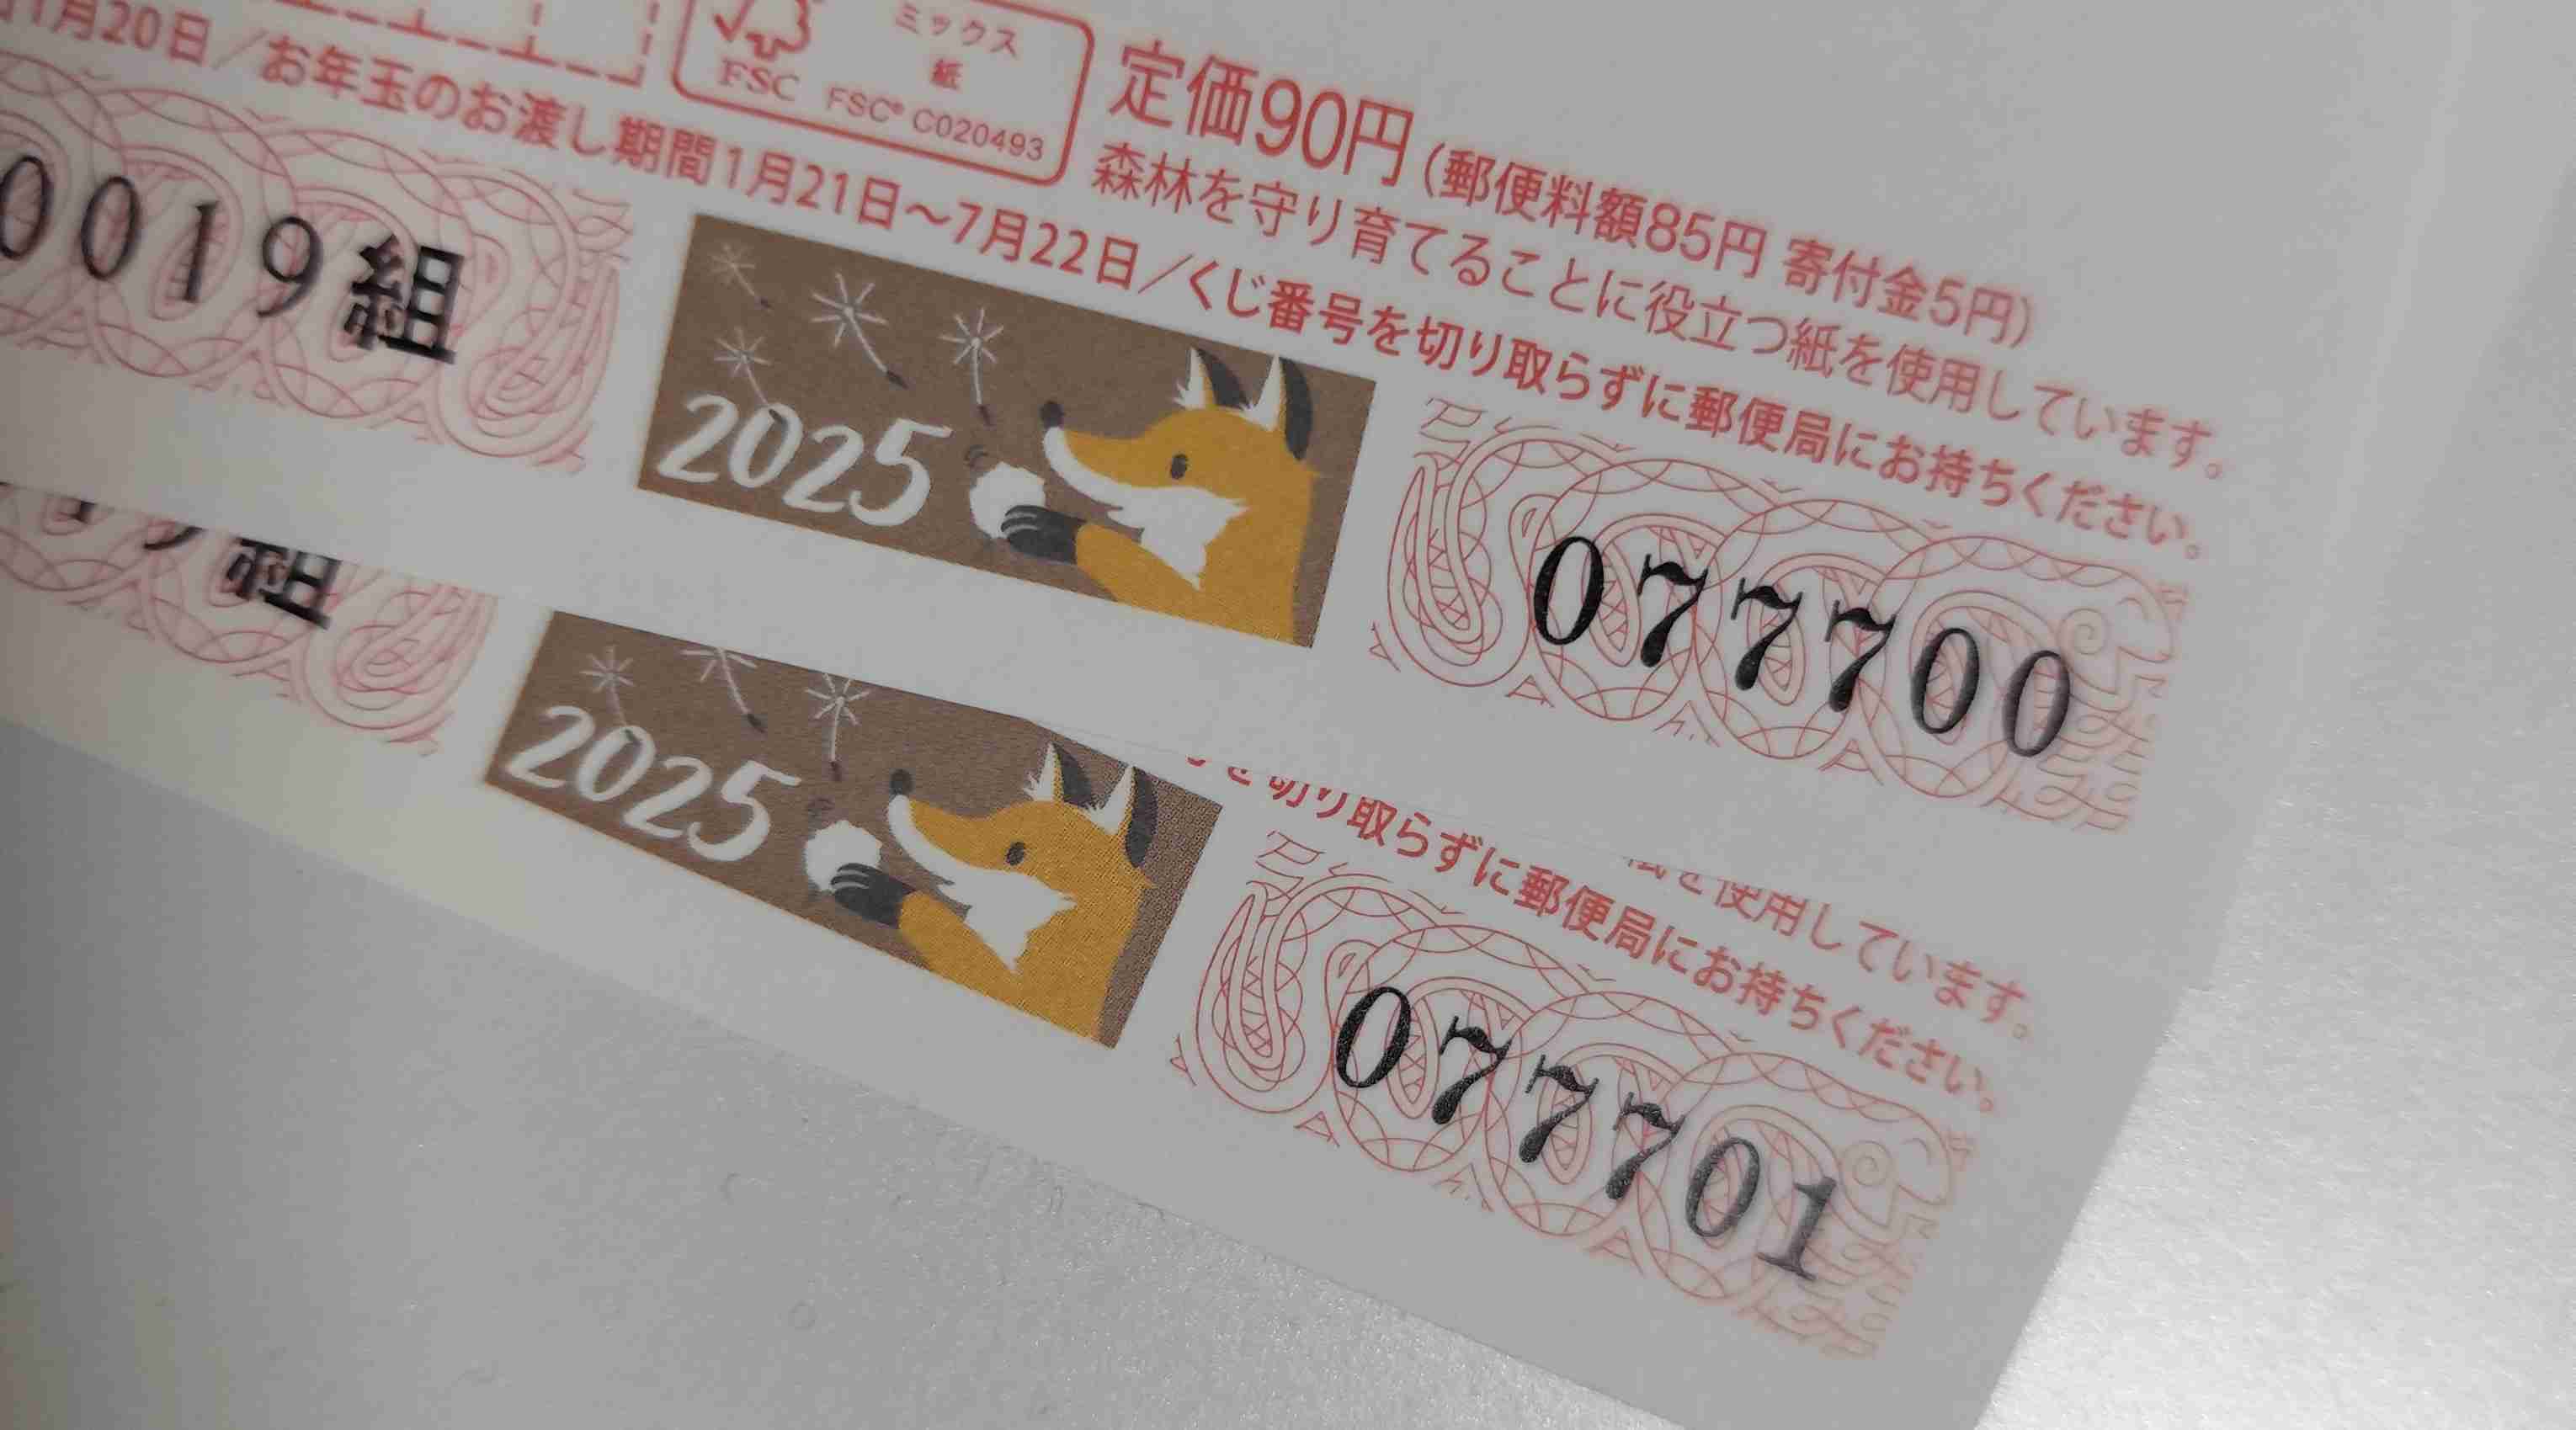 ミックス
紙
FSC FSC® C020493
定価90円(郵便料額85円 寄付金5円)
森林を守り育てることに役立つ紙を使用しています。
1月20日/お年玉のお渡し期間1月21日~7月22日/くじ番号を切り取らずに郵便局にお持ちください。
0019組
2025
077700
を使用しています。
を切り取らずに郵便局にお持ちください。
組
2025
077701